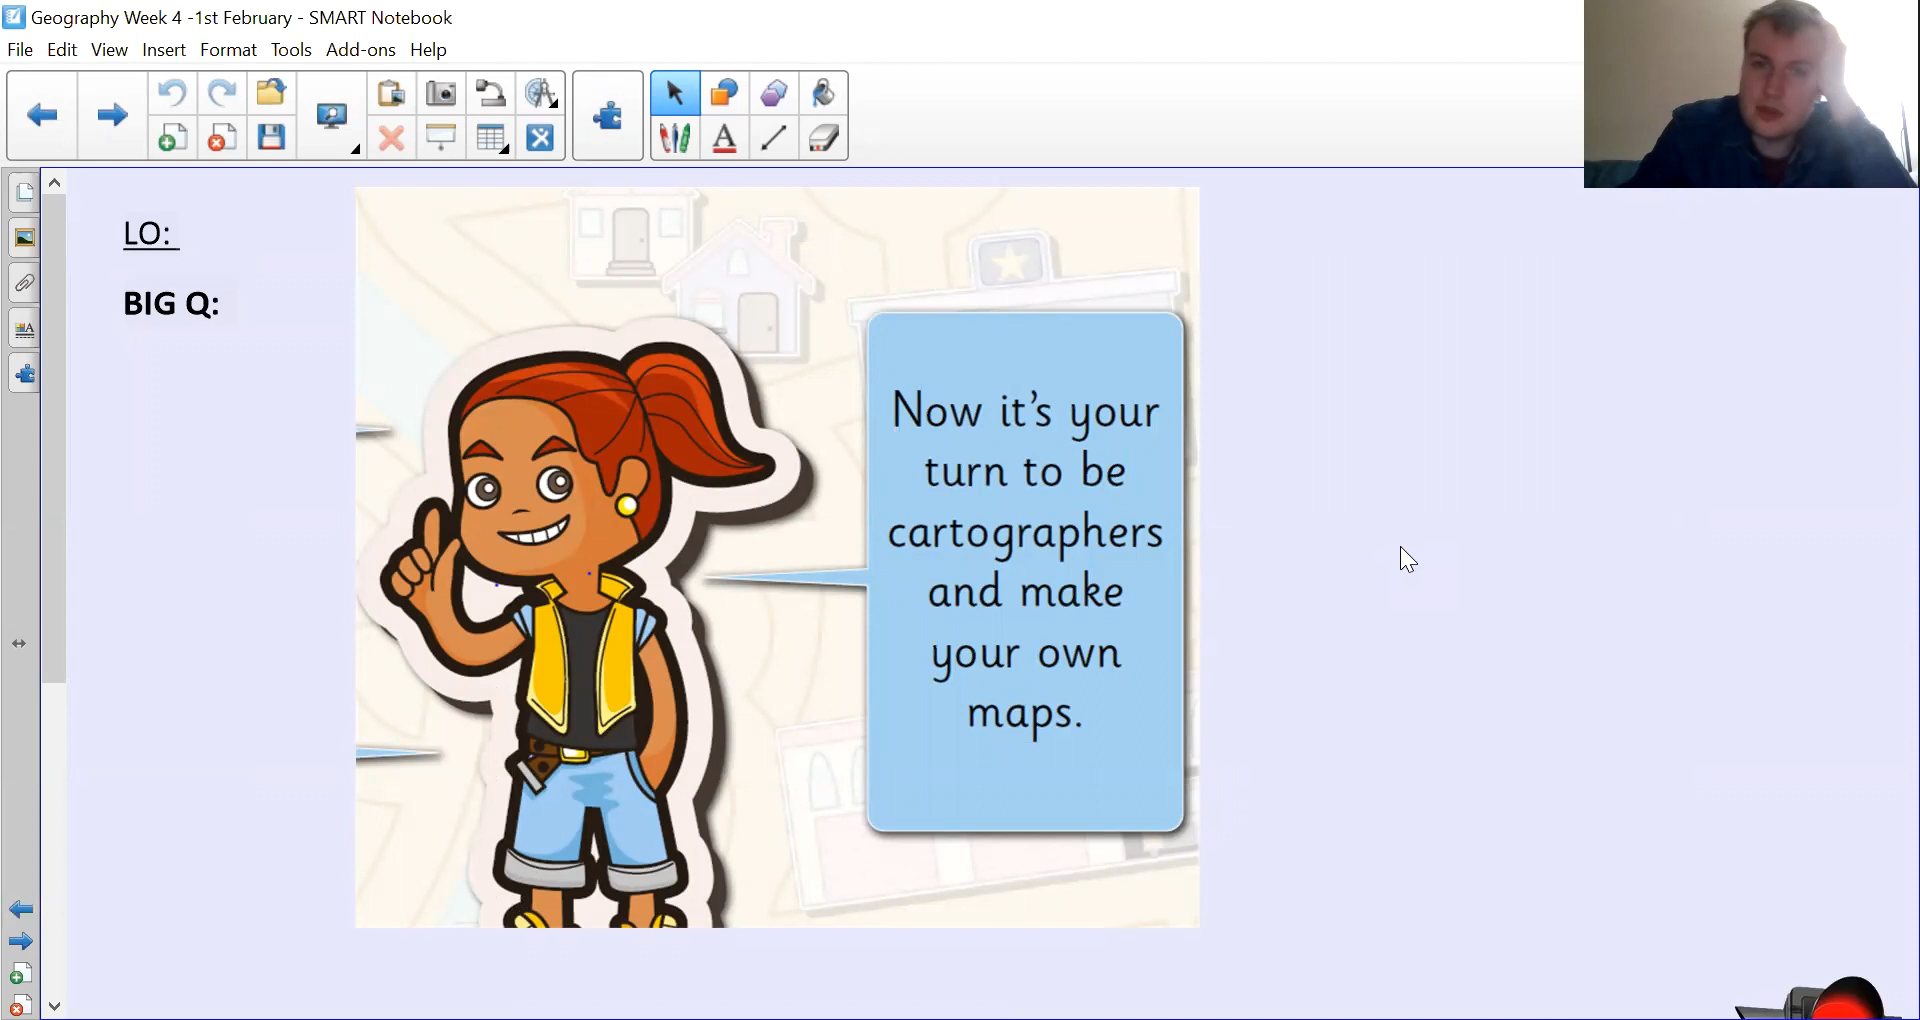 Geography Week 4 -1st February - SMART Notebook
File Edit View Insert Format Tools Add-ons Help
LO:
BIG Q:
Now it's your
turn to be
cartographers
and make
your own
maps.